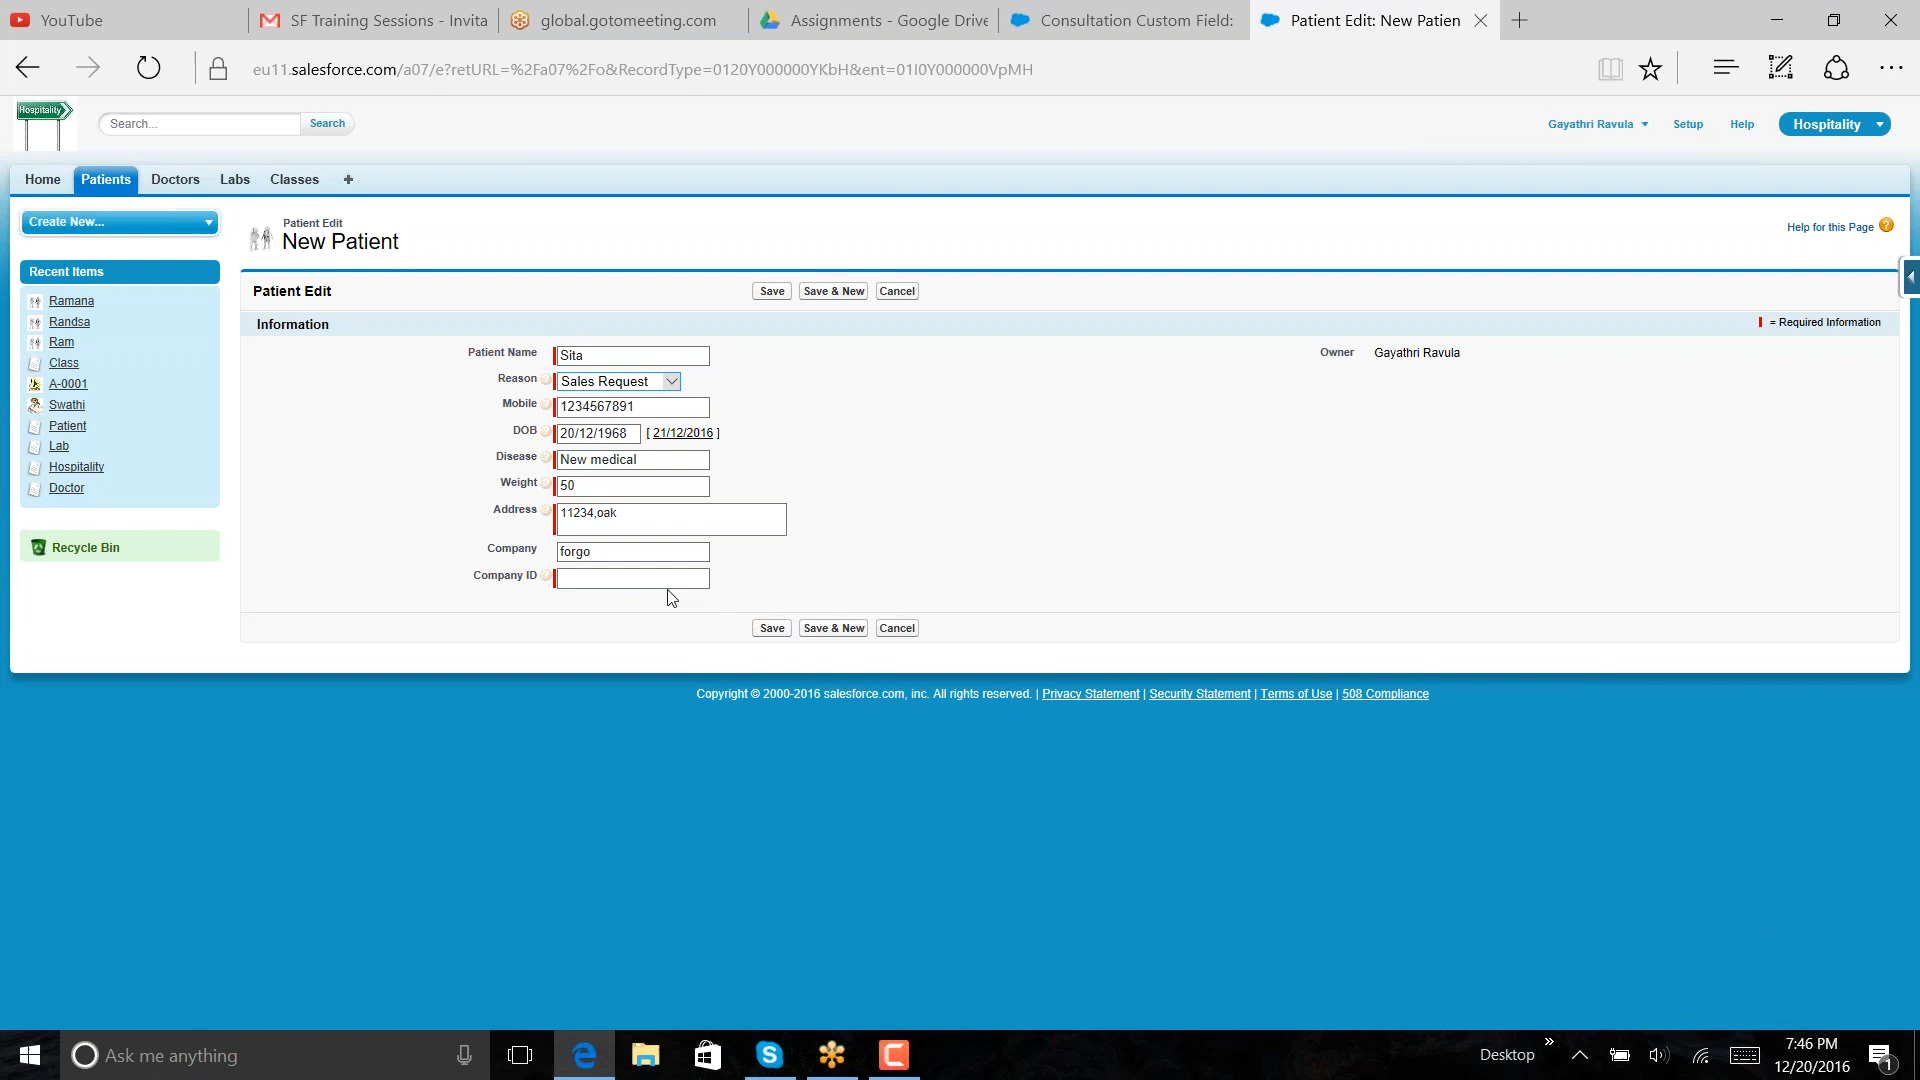 YouTube
SF Training Sessions - Invita
global.gotomeeting.com
Assignments - Google Drive
Consultation Custom Field:
Patient Edit: New Patien
eu11.salesforce.com/a07/e?retURL=%2Fa07%2Fo&RecordType=0120Y000000YKbH&ent=01I0Y000000VpMH
Hospitality
Search...
Search
Gayathri Ravula
Setup
Help
Hospitality
Home
Patients
Doctors
Labs
Classes
+
Create New...
Recent Items
Ramana
Randsa
Ram
Class
A-0001
Swathi
Patient
Lab
Hospitality
Doctor
Recycle Bin
Patient Edit
New Patient
Help for this Page ?
Patient Edit
Save
Save & New
Cancel
Information
= Required Information
Patient Name Sita
Owner Gayathri Ravula
Reason Sales Request
Mobile 1234567891
DOB 20/12/1968 [ 21/12/2016 ]
Disease New medical
Weight 50
Address 11234,oak
Company forgo
Company ID
Save
Save & New
Cancel
Copyright © 2000-2016 salesforce.com, inc. All rights reserved. | Privacy Statement | Security Statement | Terms of Use | 508 Compliance
Ask me anything
Desktop
7:46 PM
12/20/2016
1